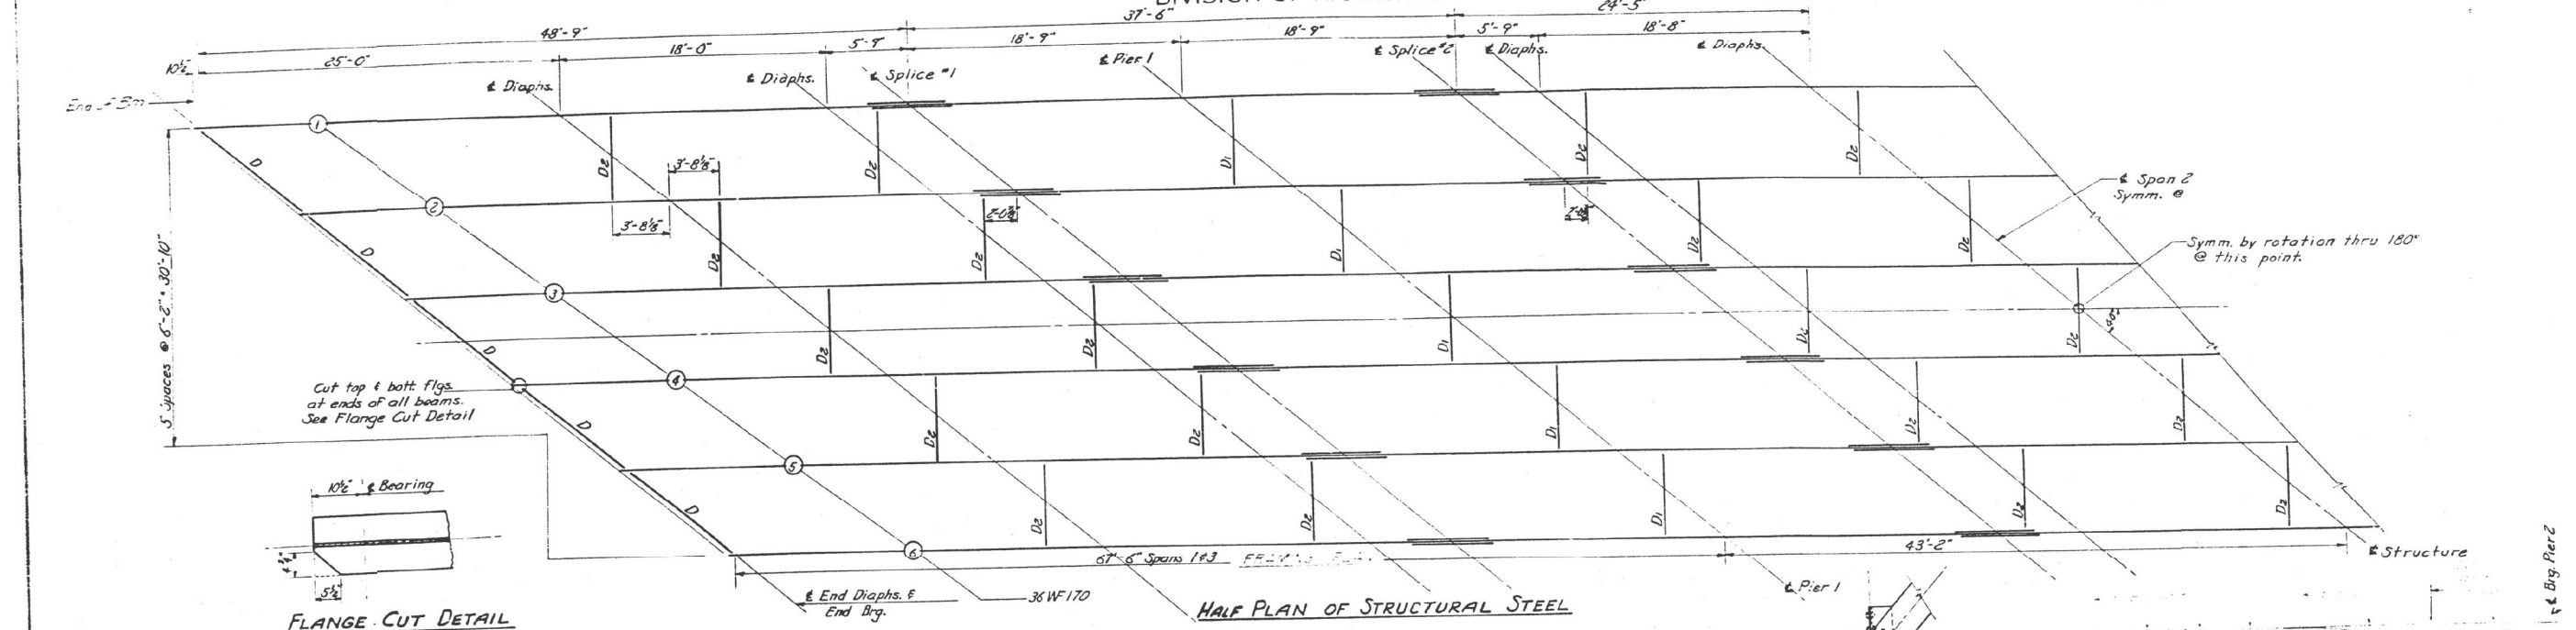 37'-6"
24'-5"
48'-9"
18'-0"
5'-9"
18'-9"
18'-9"
5'-9"
18'-8"
10½"
25'-0"
℄ Diaphs.
℄ Diaphs.
℄ Splice #1
℄ Pier 1
℄ Splice #2
℄ Diaphs.
℄ Diaphs.
1
D
D2
D2
D1
D2
D2
3'-8⅛"
3'-8⅛"
2
D
D2
D2
D1
D2
D2
℄ Span 2
Symm. @
Symm. by rotation thru 180°
@ this point.
3
D
D2
D2
D1
D2
D2
5 Spaces @ 6'-2" = 30'-10"
Cut top & bott. flgs.
at ends of all beams.
See Flange Cut Detail
4
D
D2
D2
D1
D2
D2
5
D
D2
D2
D1
D2
D2
6
67'-6" Spans 1&3
43'-2"
℄ Structure
10½"
℄ Bearing
5½"
FLANGE CUT DETAIL
℄ End Diaphs. &
End Brg.
36WF170
HALF PLAN OF STRUCTURAL STEEL
℄ Pier 1
℄ Brg. Pier 2